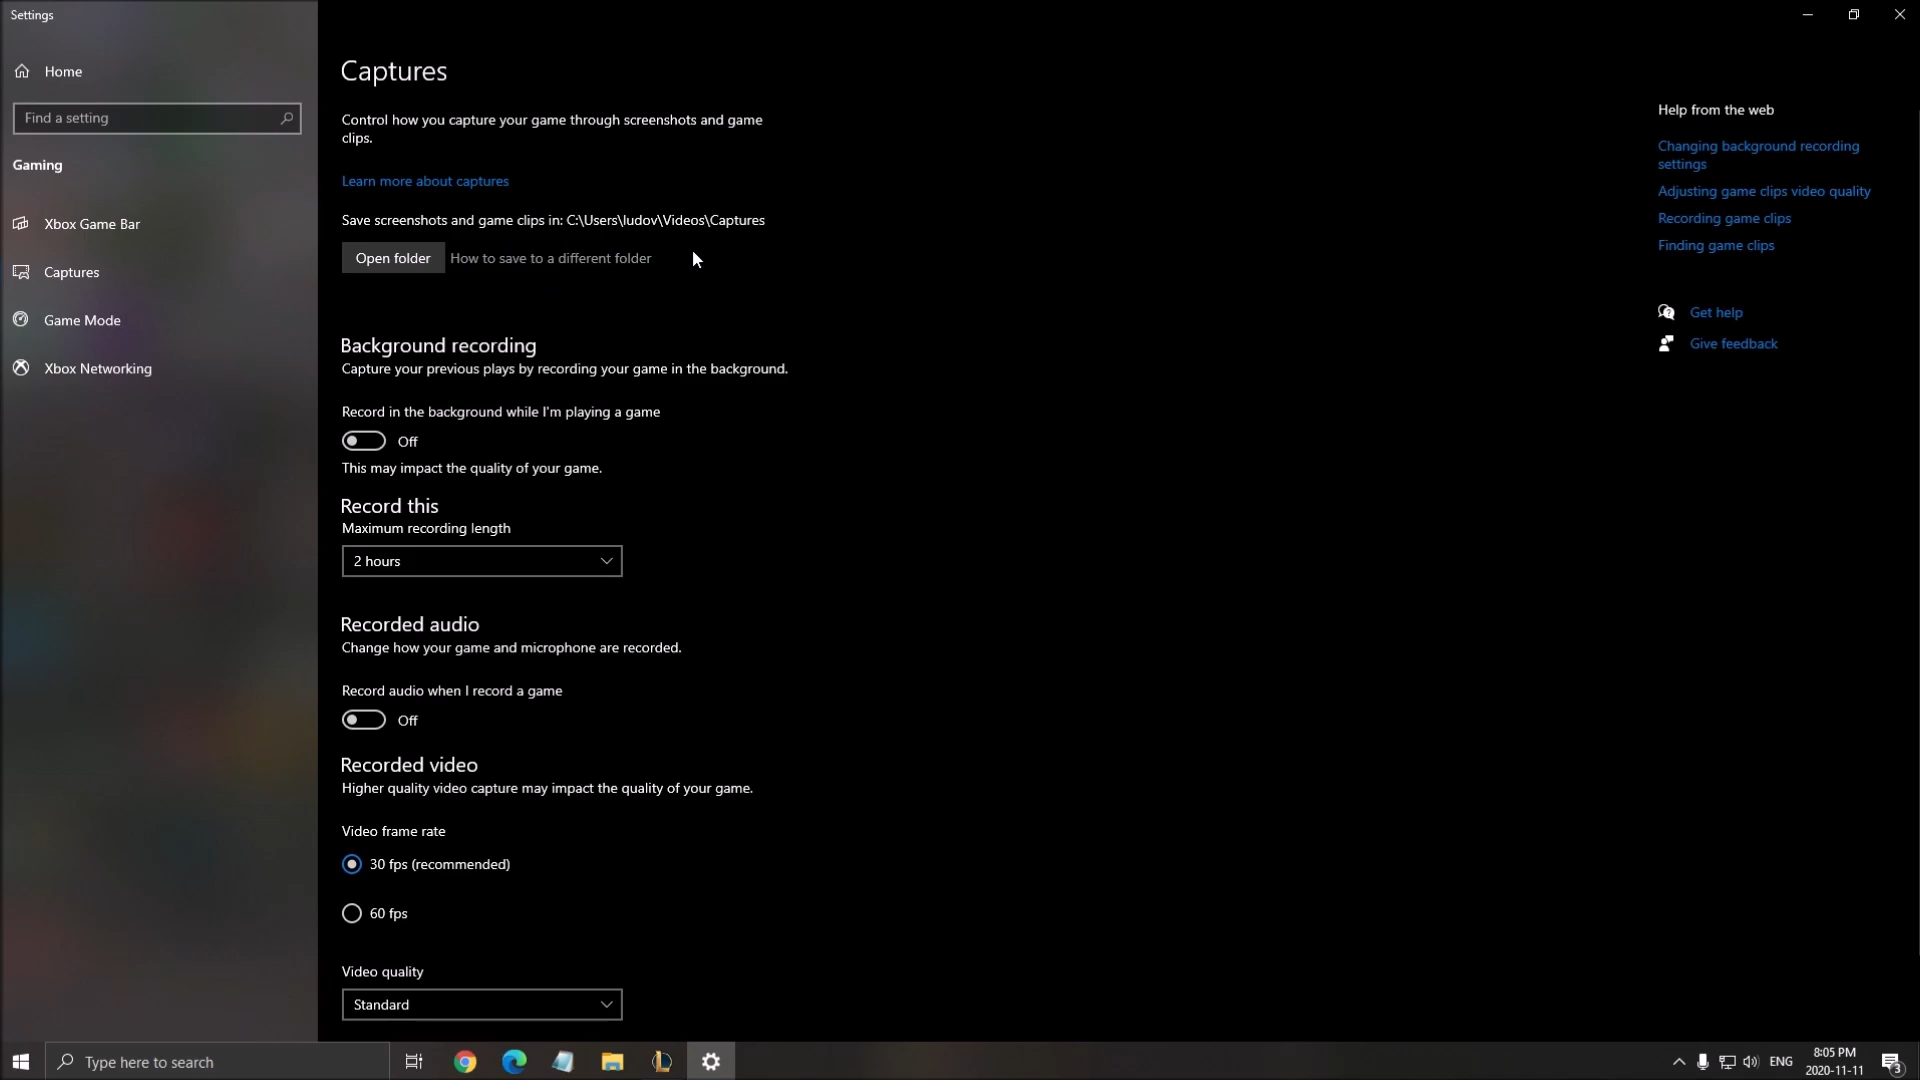 Settings
Home
Find a setting
Gaming
Xbox Game Bar
Captures
Game Mode
Xbox Networking
Captures
Control how you capture your game through screenshots and game
clips.
Learn more about captures
Save screenshots and game clips in: C:\Users\ludov\Videos\Captures
Open folder
How to save to a different folder
Background recording
Capture your previous plays by recording your game in the background.
Record in the background while I'm playing a game
Off
This may impact the quality of your game.
Record this
Maximum recording length
2 hours
Recorded audio
Change how your game and microphone are recorded.
Record audio when I record a game
Off
Recorded video
Higher quality video capture may impact the quality of your game.
Video frame rate
30 fps (recommended)
60 fps
Video quality
Standard
Help from the web
Changing background recording
settings
Adjusting game clips video quality
Recording game clips
Finding game clips
Get help
Give feedback
Type here to search
ENG
8:05 PM
2020-11-11
3